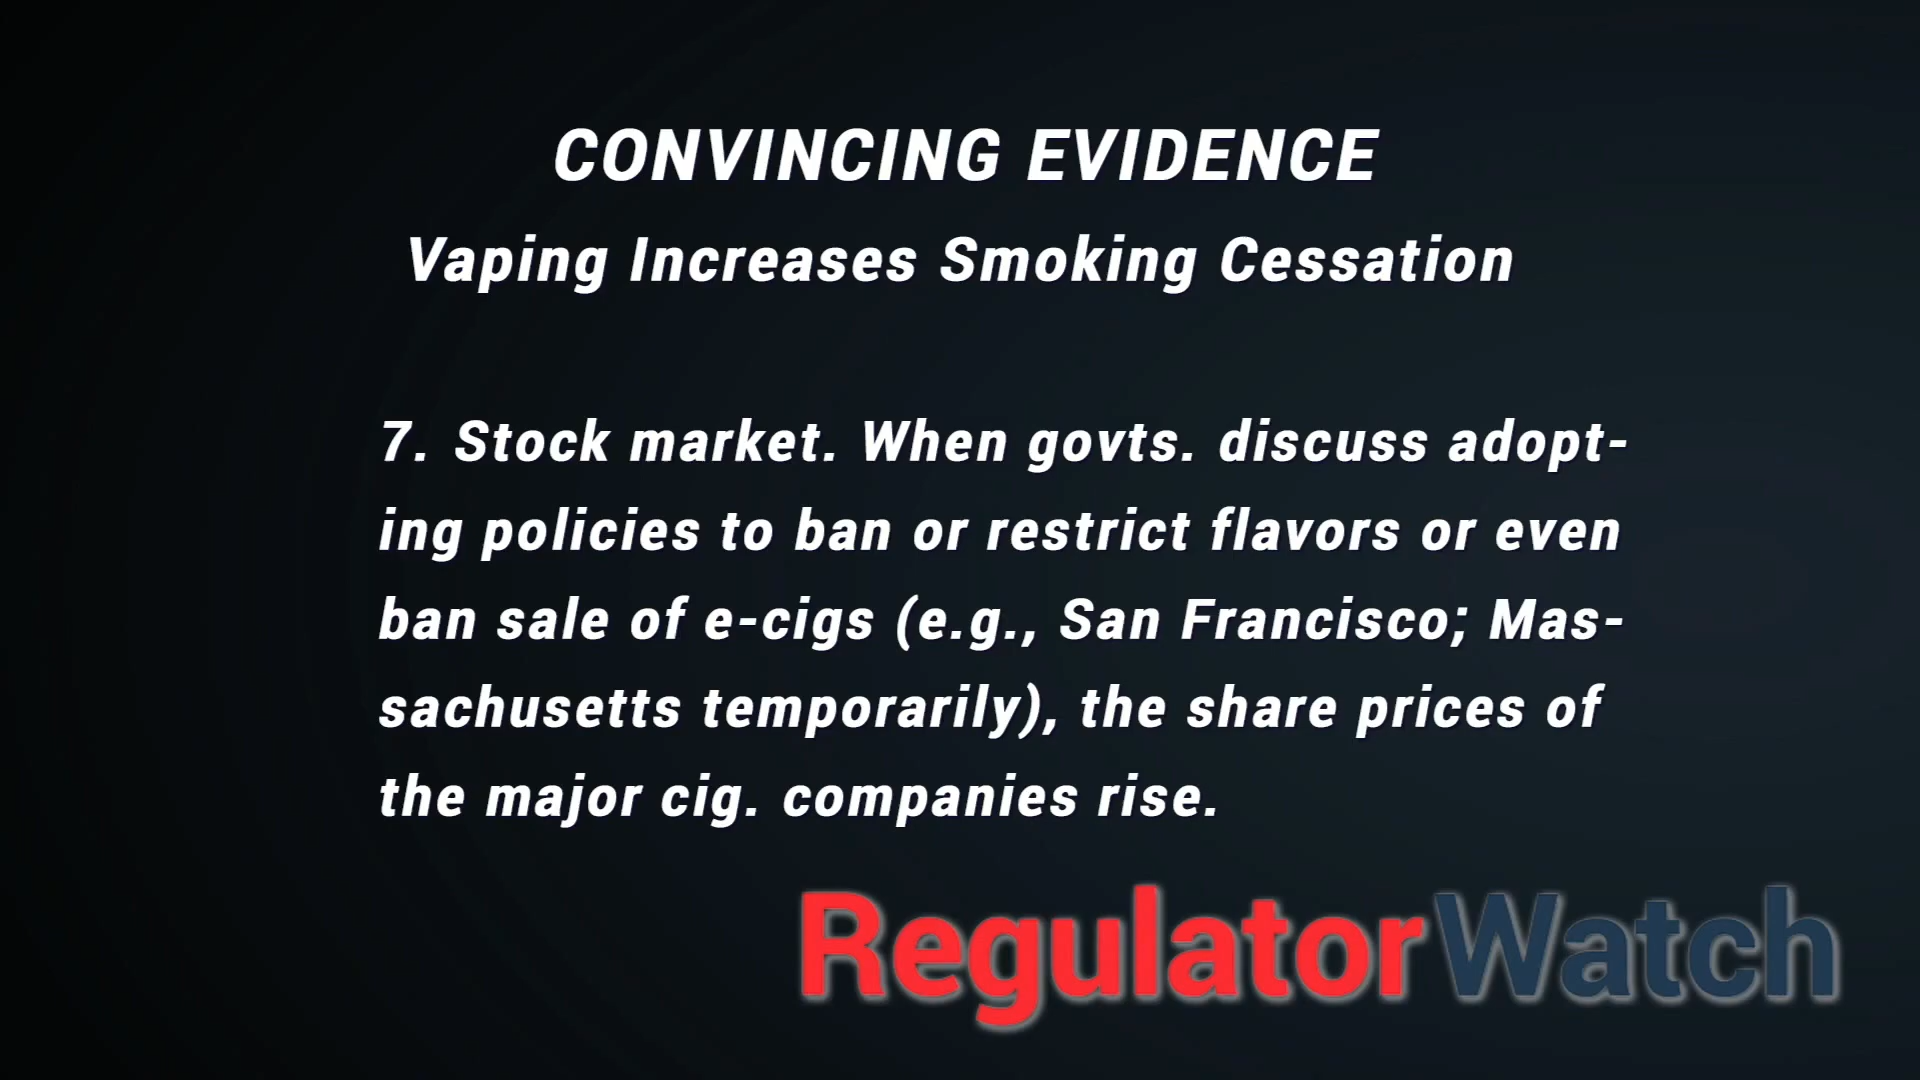 CONVINCING EVIDENCE
Vaping Increases Smoking Cessation
7. Stock market. When govts. discuss adopt-
ing policies to ban or restrict flavors or even
ban sale of e-cigs (e.g., San Francisco; Mas-
sachusetts temporarily), the share prices of
the major cig. companies rise.
RegulatorWatch